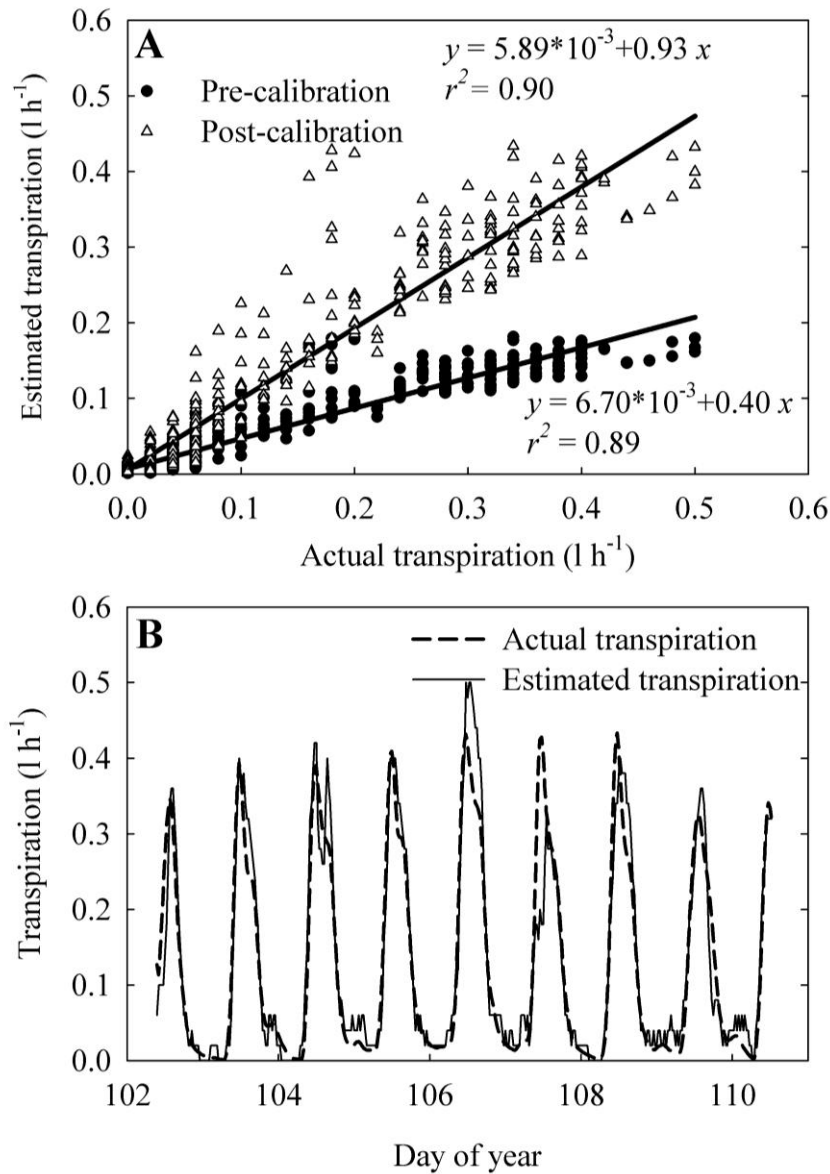 A
y = 5.89*10⁻³+0.93 x
r² = 0.90
Pre-calibration
Post-calibration
y = 6.70*10⁻³+0.40 x
r² = 0.89
Estimated transpiration (l h⁻¹)
0.6
0.5
0.4
0.3
0.2
0.1
0.0
0.0 0.1 0.2 0.3 0.4 0.5 0.6
Actual transpiration (l h⁻¹)
B
Actual transpiration
Estimated transpiration
Transpiration (l h⁻¹)
0.6
0.5
0.4
0.3
0.2
0.1
0.0
102 104 106 108 110
Day of year